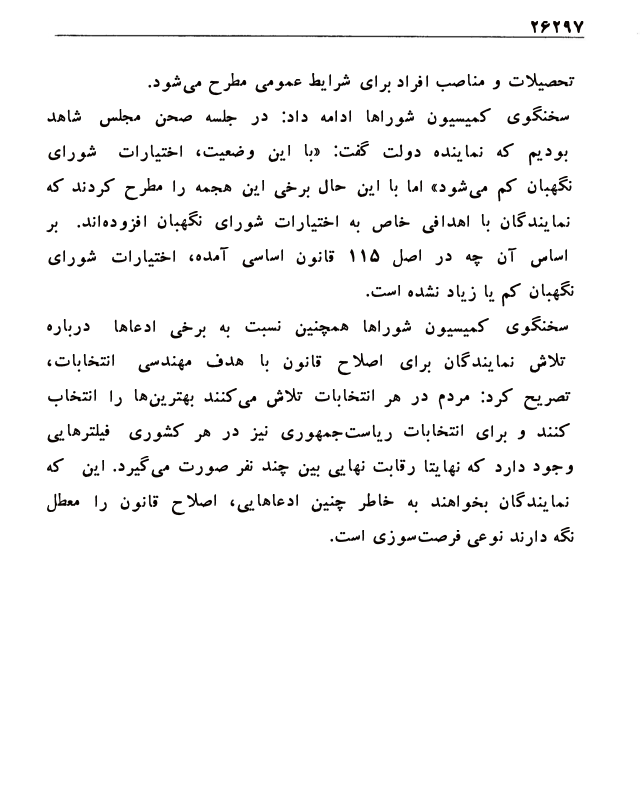 ۲۶۲۹۷
تحصیلات و مناصب افراد برای شرایط عمومی مطرح می‌شود.
سخنگوی کمیسیون شوراها ادامه داد: در جلسه صحن مجلس شاهد
بودیم که نماینده دولت گفت: «با این وضعیت، اختیارات شورای
نگهبان کم می‌شود» اما با این حال برخی این هجمه را مطرح کردند که
نمایندگان با اهدافی خاص به اختیارات شورای نگهبان افزوده‌اند. بر
اساس آن چه در اصل ۱۱۵ قانون اساسی آمده، اختیارات شورای
نگهبان کم یا زیاد نشده است.
سخنگوی کمیسیون شوراها همچنین نسبت به برخی ادعاها درباره
تلاش نمایندگان برای اصلاح قانون با هدف مهندسی انتخابات،
تصریح کرد: مردم در هر انتخابات تلاش می‌کنند بهترین‌ها را انتخاب
کنند و برای انتخابات ریاست‌جمهوری نیز در هر کشوری فیلترهایی
وجود دارد که نهایتا رقابت نهایی بین چند نفر صورت می‌گیرد. این که
نمایندگان بخواهند به خاطر چنین ادعاهایی، اصلاح قانون را معطل
نگه دارند نوعی فرصت‌سوزی است.